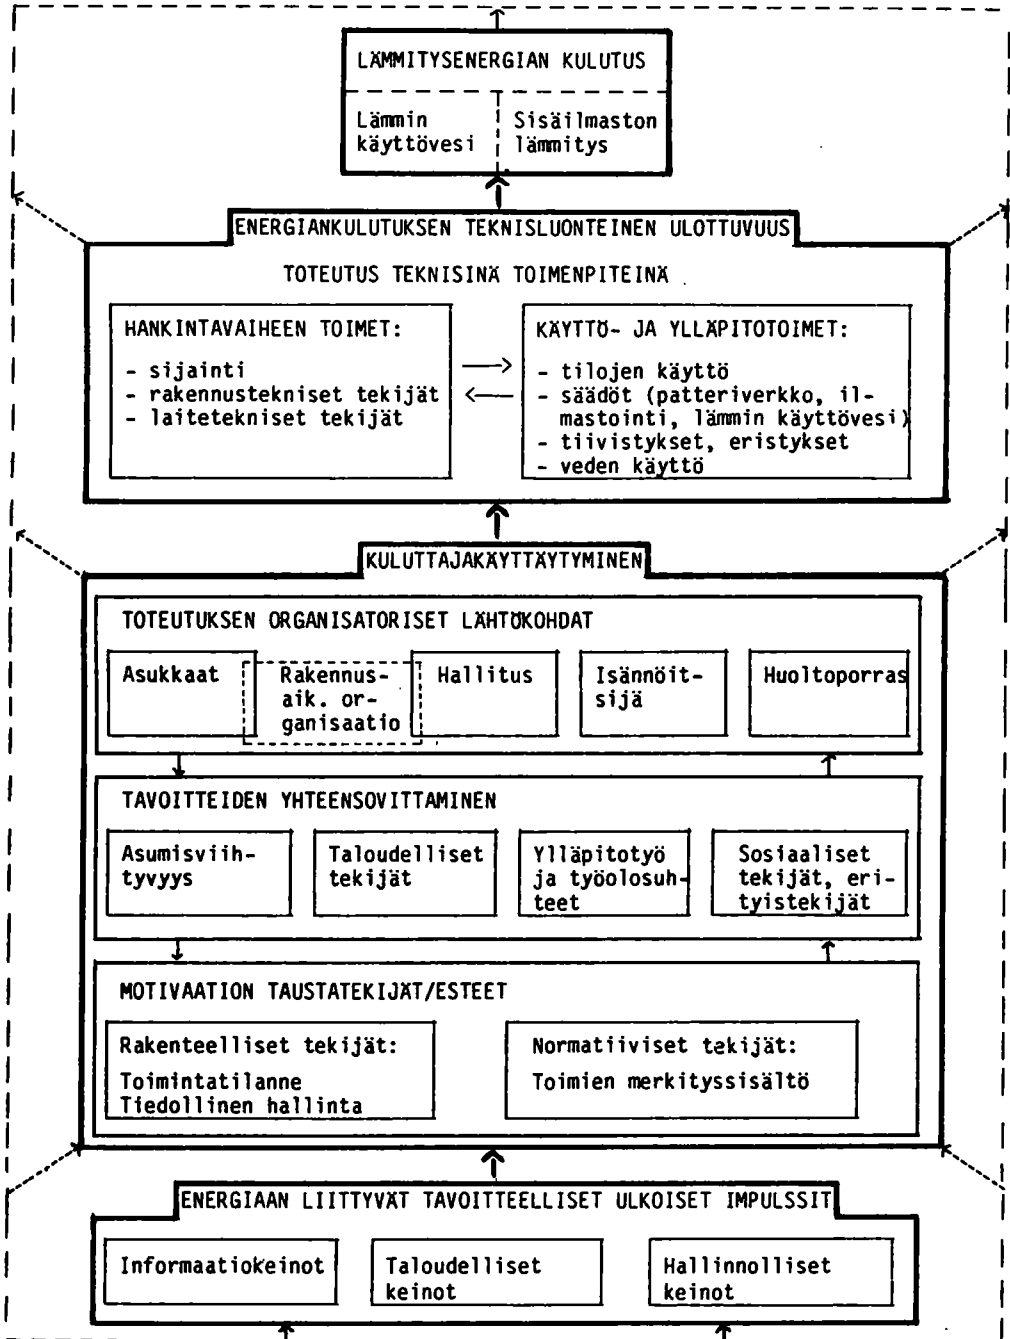 LÄMMITYSENERGIAN KULUTUS
Lämmin
käyttövesi
Sisäilmaston
lämmitys
ENERGIANKULUTUKSEN TEKNISLUONTEINEN ULOTTUVUUS
TOTEUTUS TEKNISINÄ TOIMENPITEINÄ
HANKINTAVAIHEEN TOIMET:
- sijainti
- rakennustekniset tekijät
- laitetekniset tekijät
KÄYTTÖ- JA YLLÄPITOTOIMET:
- tilojen käyttö
- säädöt (patteriverkko, il-
mastointi, lämmin käyttövesi)
- tiivistykset, eristykset
- veden käyttö
KULUTTAJAKÄYTTÄYTYMINEN
TOTEUTUKSEN ORGANISATORISET LÄHTÖKOHDAT
Asukkaat
Rakennus-
aik. or-
ganisaatio
Hallitus
Isännöit-
sijä
Huoltoporras
TAVOITTEIDEN YHTEENSOVITTAMINEN
Asumisviih-
tyvyys
Taloudelliset
tekijät
Ylläpitotyö
ja työolosuh-
teet
Sosiaaliset
tekijät, eri-
tyistekijät
MOTIVAATION TAUSTATEKIJÄT/ESTEET
Rakenteelliset tekijät:
Toimintatilanne
Tiedollinen hallinta
Normatiiviset tekijät:
Toimien merkityssisältö
ENERGIAAN LIITTYVÄT TAVOITTEELLISET ULKOISET IMPULSSIT
Informaatiokeinot
Taloudelliset
keinot
Hallinnolliset
keinot